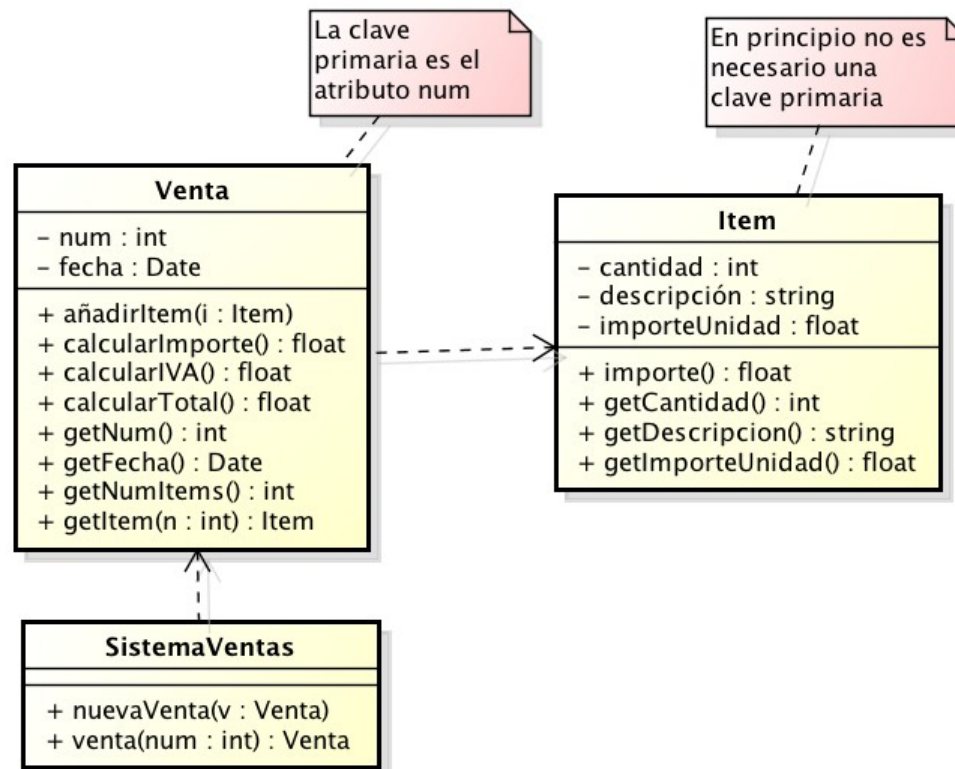 La clave
primaria es el
atributo num
En principio no es
necesario una
clave primaria
Venta
- num : int
- fecha : Date
+ añadirItem(i : Item)
+ calcularImporte() : float
+ calcularIVA() : float
+ calcularTotal() : float
+ getNum() : int
+ getFecha() : Date
+ getNumItems() : int
+ getItem(n : int) : Item
Item
- cantidad : int
- descripción : string
- importeUnidad : float
+ importe() : float
+ getCantidad() : int
+ getDescripcion() : string
+ getImporteUnidad() : float
SistemaVentas
+ nuevaVenta(v : Venta)
+ venta(num : int) : Venta